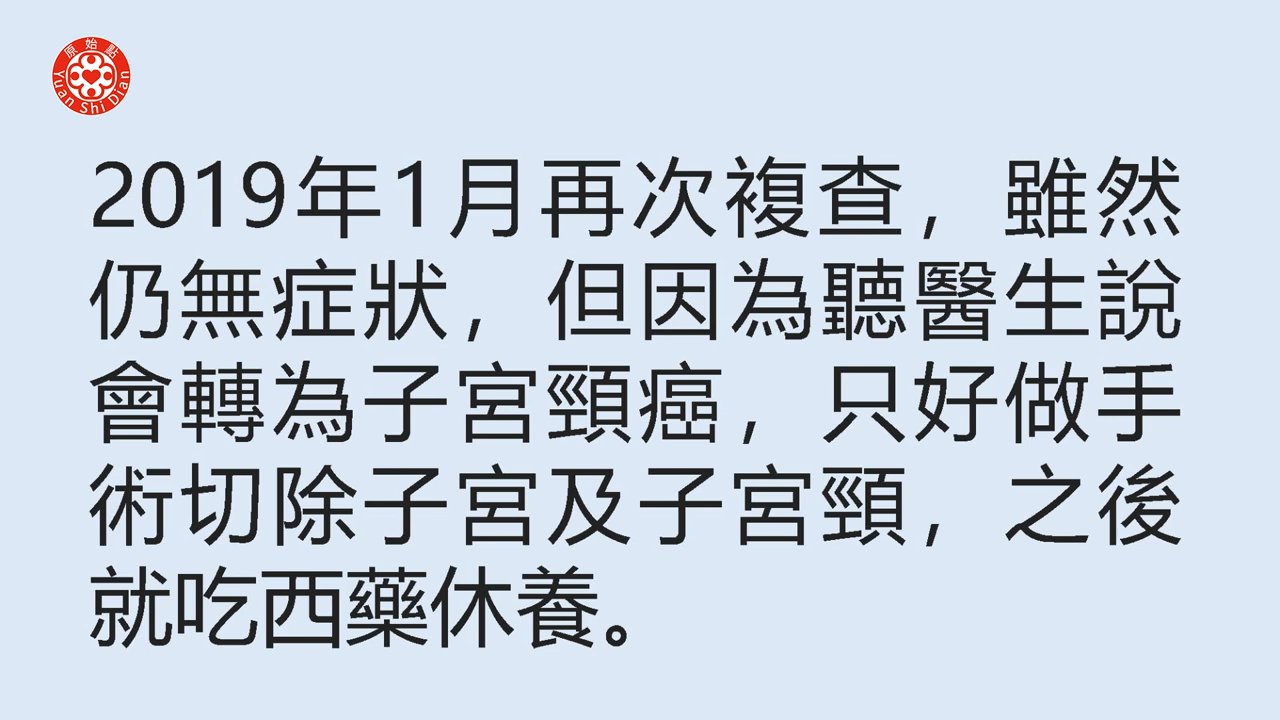 原始點
Yuan Shi Dian
2019年1月再次複查，雖然
仍無症狀，但因為聽醫生說
會轉為子宮頸癌，只好做手
術切除子宮及子宮頸，之後
就吃西藥休養。